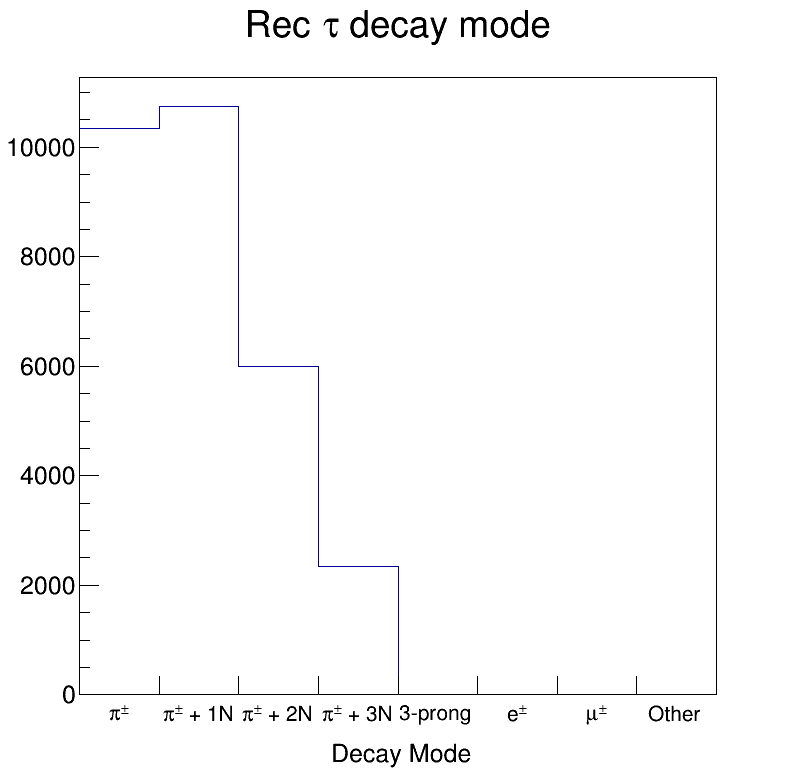 Rec τ decay mode
10000
8000
6000
4000
2000
0
π± π± + 1N π± + 2N π± + 3N 3-prong e± μ± Other
Decay Mode